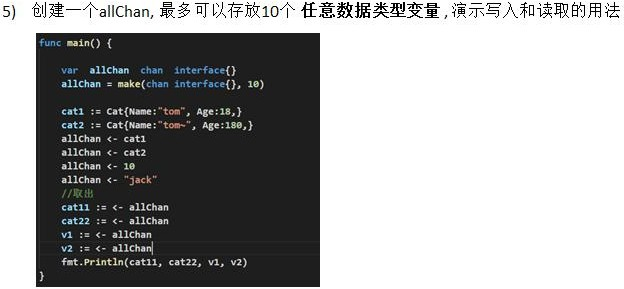 5) 创建一个allChan, 最多可以存放10个 任意数据类型变量 , 演示写入和读取的用法
func main() {
var allChan chan interface{}
allChan = make(chan interface{}, 10)
cat1 := Cat{Name:"tom", Age:18,}
cat2 := Cat{Name:"tom~", Age:180,}
allChan <- cat1
allChan <- cat2
allChan <- 10
allChan <- "jack"
//取出
cat11 := <- allChan
cat22 := <- allChan
v1 := <- allChan
v2 := <- allChan
fmt.Println(cat11, cat22, v1, v2)
}